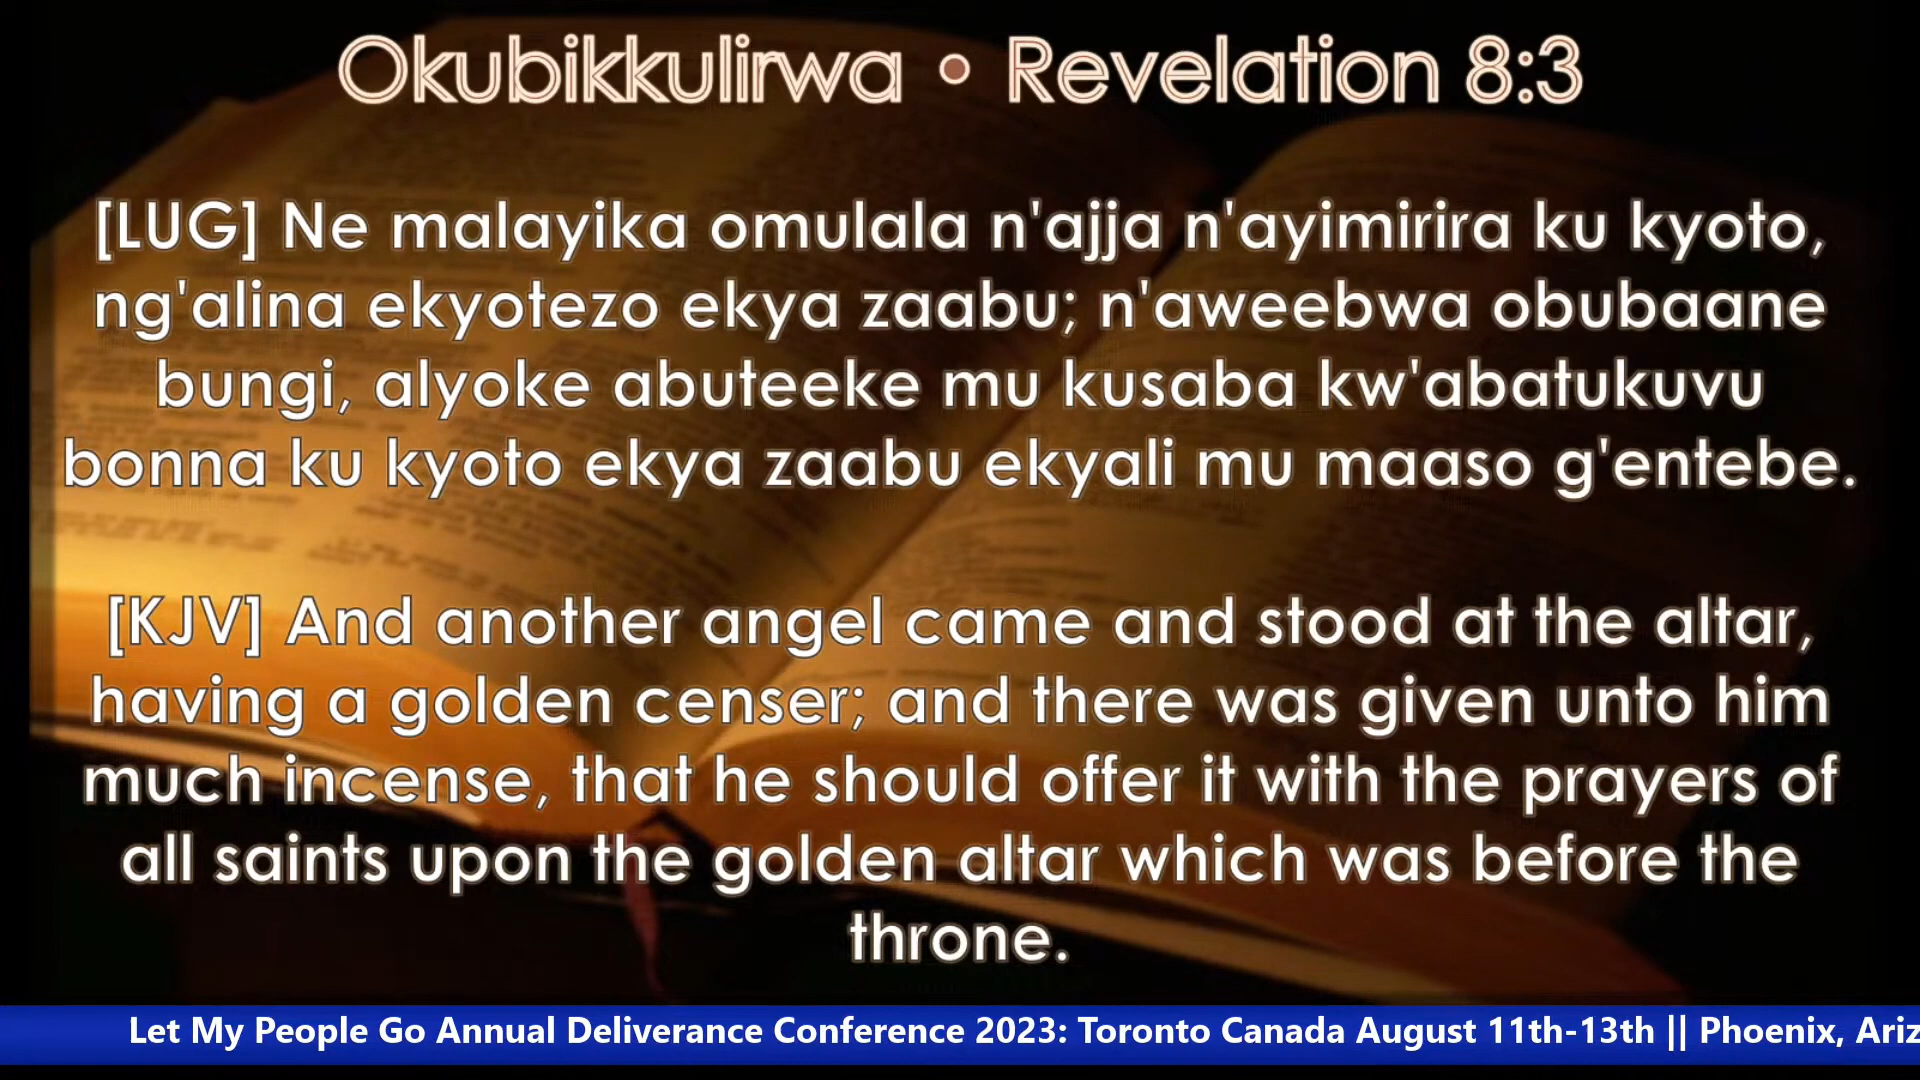 Okubikkulirwa • Revelation 8:3
[LUG] Ne malayika omulala n'ajja n'ayimirira ku kyoto,
ng'alina ekyotezo ekya zaabu; n'aweebwa obubaane
bungi, alyoke abuteeke mu kusaba kw'abatukuvu
bonna ku kyoto ekya zaabu ekyali mu maaso g'entebe.
[KJV] And another angel came and stood at the altar,
having a golden censer; and there was given unto him
much incense, that he should offer it with the prayers of
all saints upon the golden altar which was before the
throne.
Let My People Go Annual Deliverance Conference 2023: Toronto Canada August 11th-13th || Phoenix, Ariz